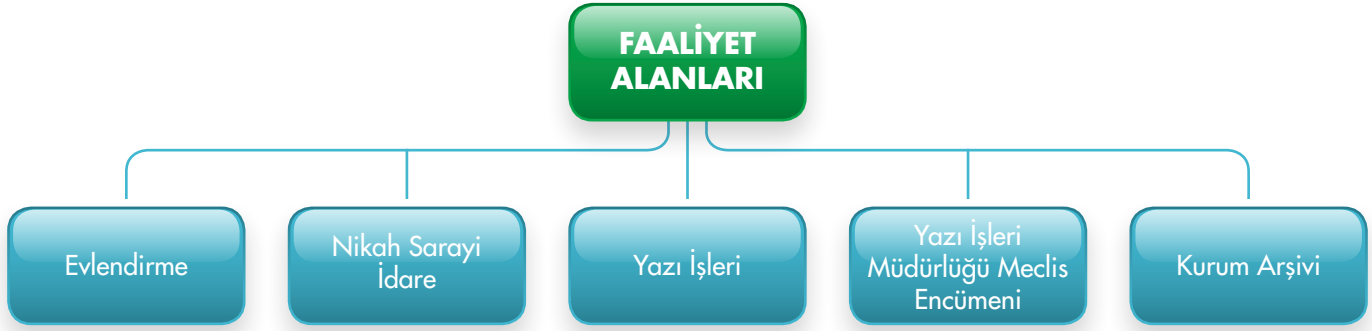 FAALİYET
ALANLARI
Evlendirme
Nikah Sarayi
İdare
Yazı İşleri
Yazı İşleri
Müdürlüğü Meclis
Encümeni
Kurum Arşivi